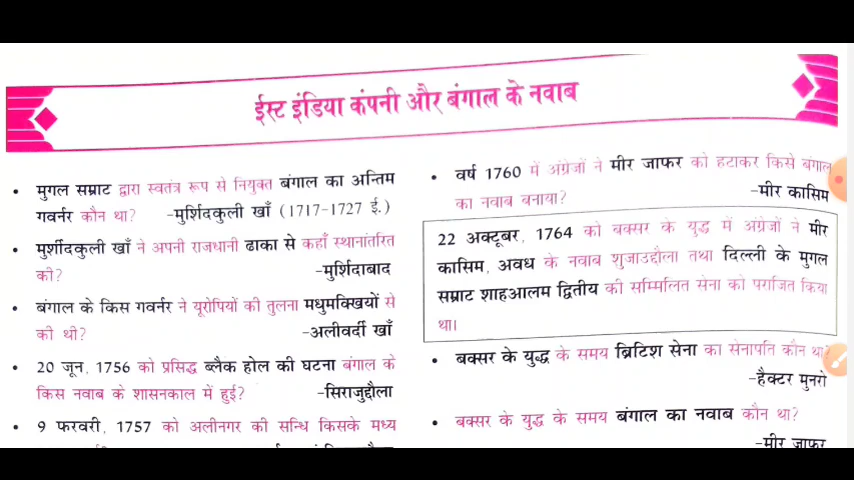 ईस्ट इंडिया कंपनी और बंगाल के नवाब
• मुगल सम्राट द्वारा स्वतंत्र रूप से नियुक्त बंगाल का अन्तिम
गवर्नर कौन था? -मुर्शिदकुली खाँ (1717-1727 ई.)
• मुर्शीदकुली खाँ ने अपनी राजधानी ढाका से कहाँ स्थानांतरित
की? -मुर्शिदाबाद
• बंगाल के किस गवर्नर ने यूरोपियों की तुलना मधुमक्खियों से
की थी? -अलीवर्दी खाँ
• 20 जून, 1756 को प्रसिद्ध ब्लैक होल की घटना बंगाल के
किस नवाब के शासनकाल में हुई? -सिराजुद्दौला
• 9 फरवरी, 1757 को अलीनगर की सन्धि किसके मध्य
• वर्ष 1760 में अंग्रेजों ने मीर जाफर को हटाकर किसे बंगाल
का नवाब बनाया? -मीर कासिम
22 अक्टूबर, 1764 को बक्सर के युद्ध में अंग्रेजों ने मीर
कासिम, अवध के नवाब शुजाउद्दौला तथा दिल्ली के मुगल
सम्राट शाहआलम द्वितीय की सम्मिलित सेना को पराजित किया
था।
• बक्सर के युद्ध के समय ब्रिटिश सेना का सेनापति कौन था?
-हैक्टर मुनरो
• बक्सर के युद्ध के समय बंगाल का नवाब कौन था?
-मीर जाफर